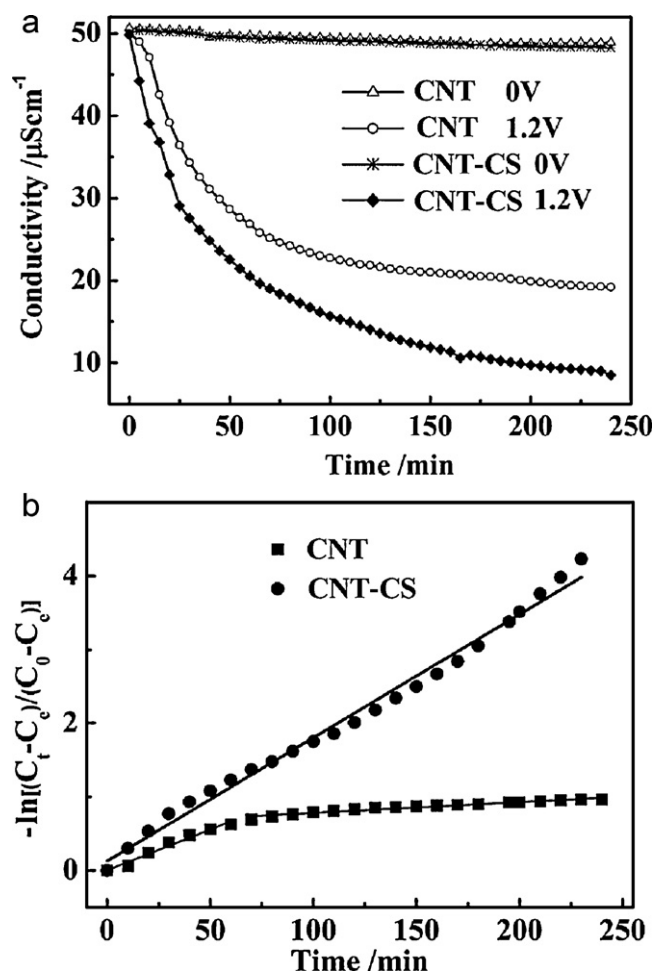 a
Conductivity /μScm⁻¹
50
40
30
20
10
CNT 0V
CNT 1.2V
CNT-CS 0V
CNT-CS 1.2V
0 50 100 150 200 250
Time /min
b
-ln[(Cₜ-Cₑ)/(C₀-Cₑ)]
4
2
0
CNT
CNT-CS
0 50 100 150 200 250
Time /min